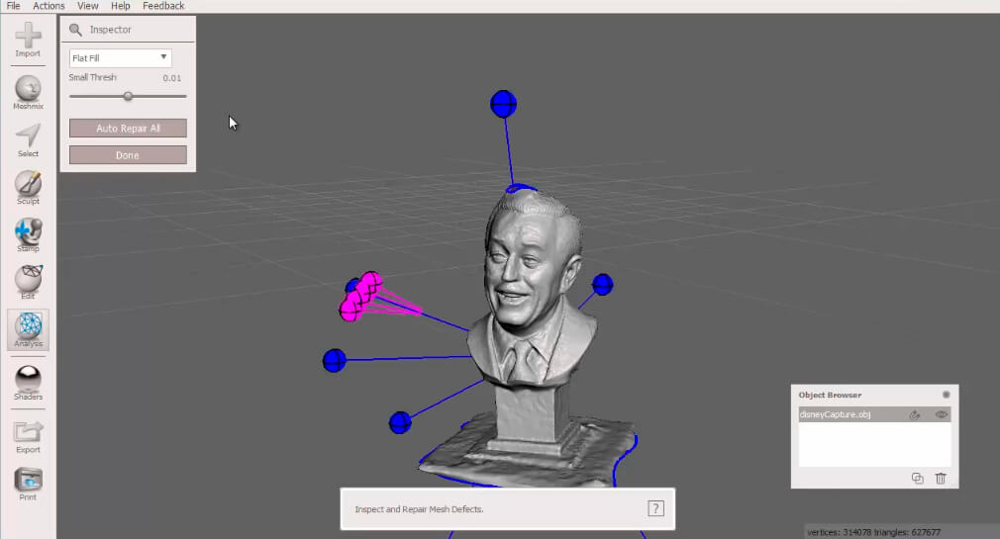 File Actions View Help Feedback
Import
Meshmix
Select
Sculpt
Stamp
Edit
Analysis
Shaders
Export
Print
Inspector
Flat Fill
Small Thresh 0.01
Auto Repair All
Done
Object Browser
disneyCapture.obj
Inspect and Repair Mesh Defects. ?
vertices: 314078 triangles: 627677